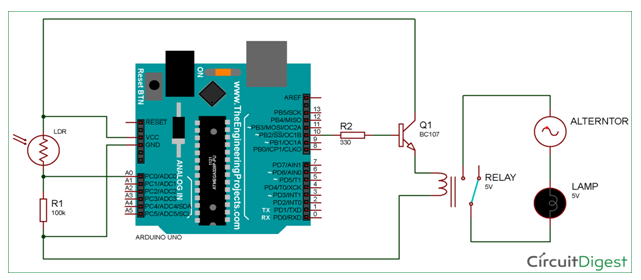 LDR
R1
100k
Reset BTN
ON
www.TheEngineeringProjects.com
RESET
VCC
GND
ANALOG IN
A0 PC0/ADC0
A1 PC1/ADC1
A2 PC2/ADC2
A3 PC3/ADC3
A4 PC4/ADC4/SDA
A5 PC5/ADC5/SCL
ARDUINO UNO
AREF
PB5/SCK 13
PB4/MISO 12
~PB3/MOSI/OC2A 11
~PB2/SS/OC1B 10
~PB1/OC1A 9
PB0/ICP1/CLKO 8
PD7/AIN1 7
~PD6/AIN0 6
~PD5/T1 5
PD4/T0/XCK 4
~PD3/INT1 3
PD2/INT0 2
TX PD1/TXD 1
RX PD0/RXD 0
R2
330
Q1
BC107
RELAY
5V
ALTERNTOR
LAMP
5V
CircuitDigest